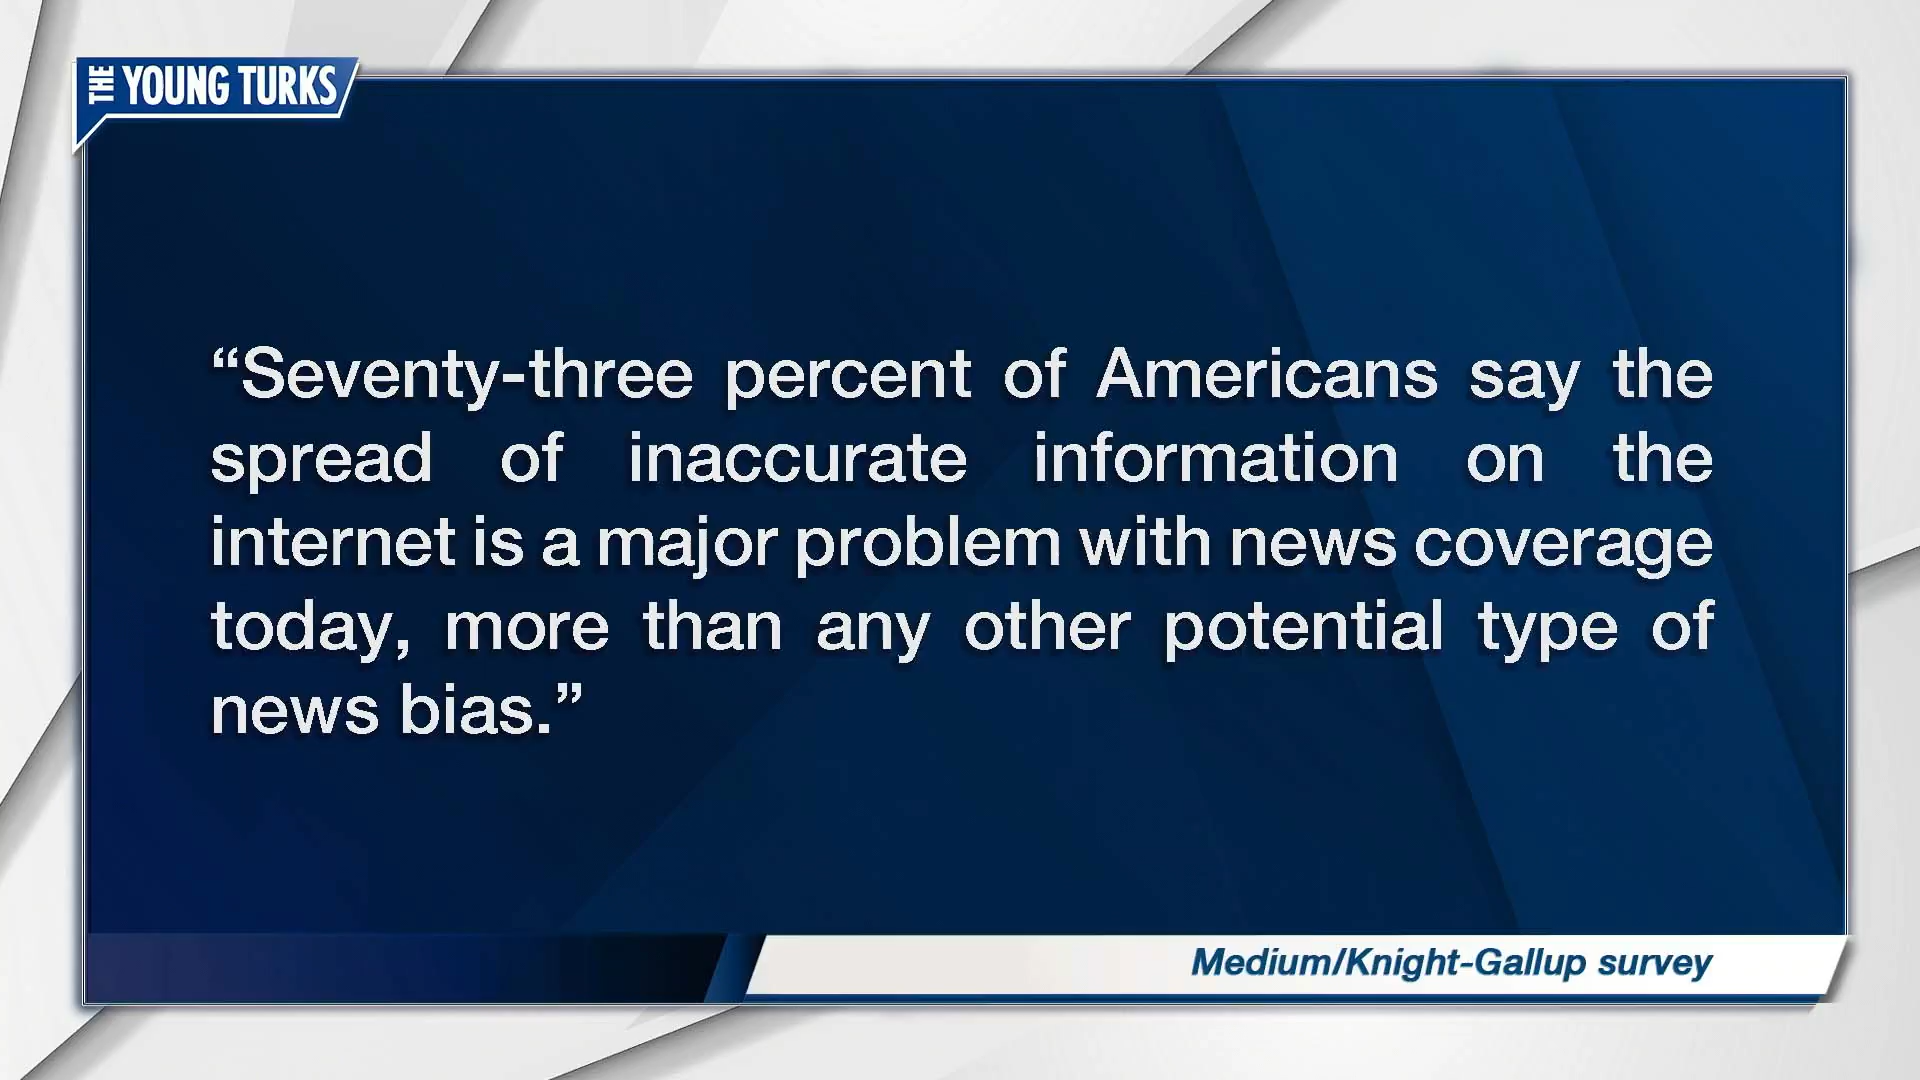 THE YOUNG TURKS
“Seventy-three percent of Americans say the
spread of inaccurate information on the
internet is a major problem with news coverage
today, more than any other potential type of
news bias.”
Medium/Knight-Gallup survey